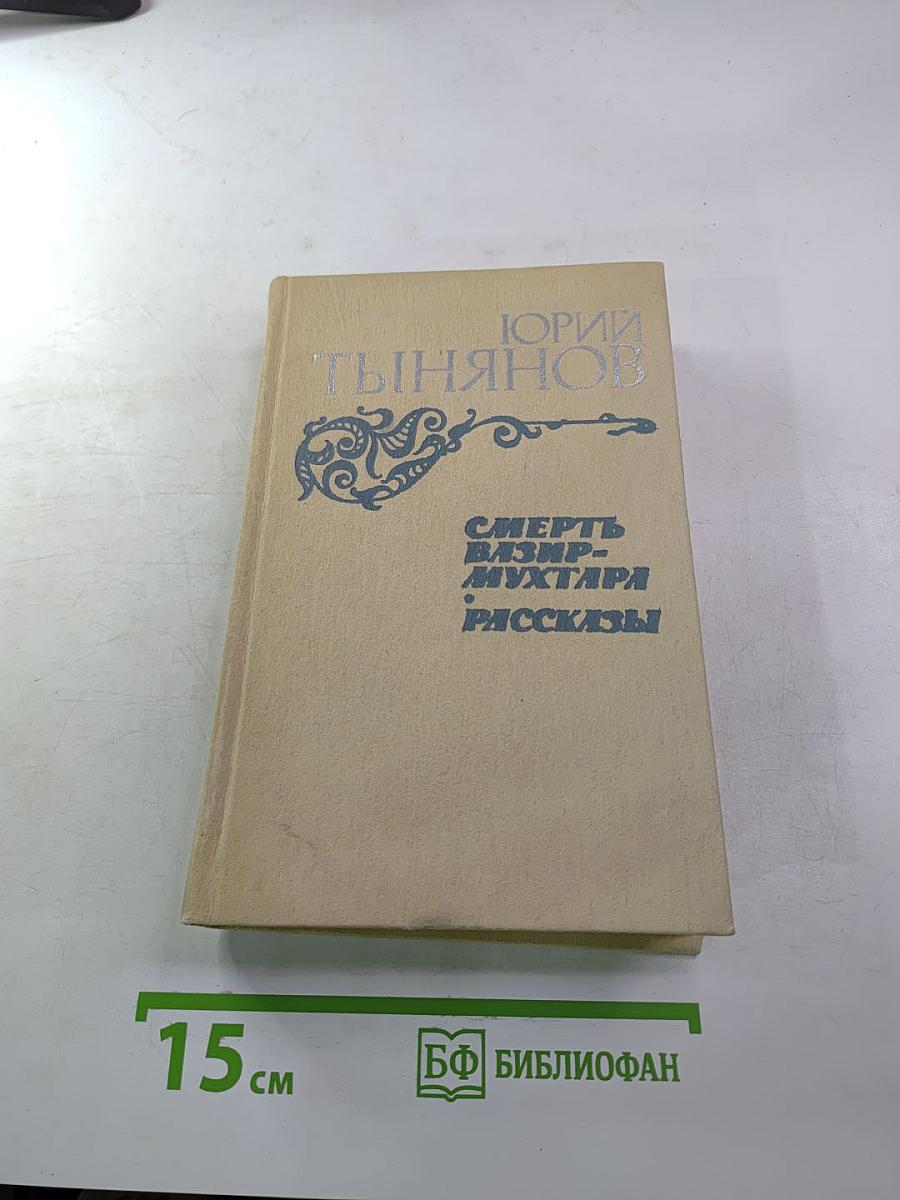 ЮРИЙ
ТЫНЯНОВ
СМЕРТЬ
ВАЗИР-
МУХТАРА
•
РАССКАЗЫ
15 см
БФ БИБЛИОФАН